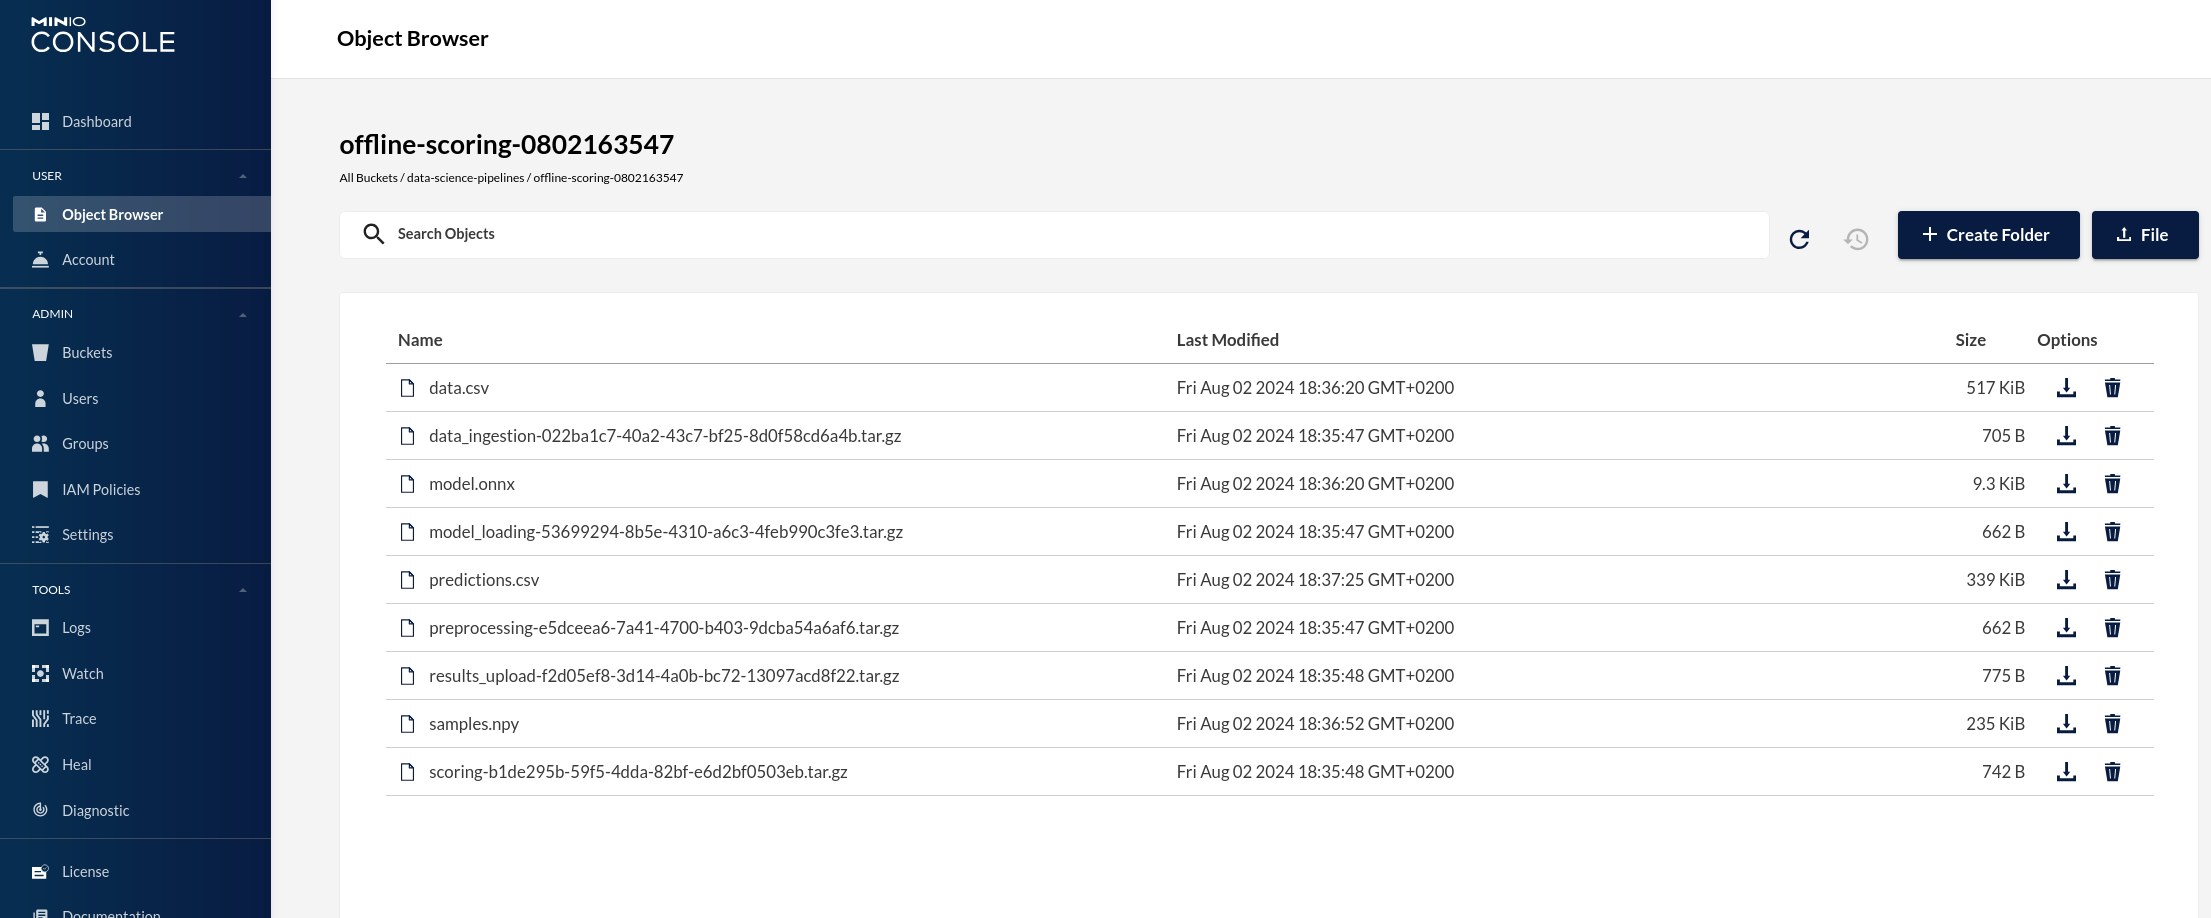 MINIO
CONSOLE
Dashboard
USER
Object Browser
Account
ADMIN
Buckets
Users
Groups
IAM Policies
Settings
TOOLS
Logs
Watch
Trace
Heal
Diagnostic
License
Documentation
Object Browser
offline-scoring-0802163547
All Buckets / data-science-pipelines / offline-scoring-0802163547
Search Objects
Create Folder
File
Name Last Modified Size Options
data.csv Fri Aug 02 2024 18:36:20 GMT+0200 517 KiB
data_ingestion-022ba1c7-40a2-43c7-bf25-8d0f58cd6a4b.tar.gz Fri Aug 02 2024 18:35:47 GMT+0200 705 B
model.onnx Fri Aug 02 2024 18:36:20 GMT+0200 9.3 KiB
model_loading-53699294-8b5e-4310-a6c3-4feb990c3fe3.tar.gz Fri Aug 02 2024 18:35:47 GMT+0200 662 B
predictions.csv Fri Aug 02 2024 18:37:25 GMT+0200 339 KiB
preprocessing-e5dceea6-7a41-4700-b403-9dcba54a6af6.tar.gz Fri Aug 02 2024 18:35:47 GMT+0200 662 B
results_upload-f2d05ef8-3d14-4a0b-bc72-13097acd8f22.tar.gz Fri Aug 02 2024 18:35:48 GMT+0200 775 B
samples.npy Fri Aug 02 2024 18:36:52 GMT+0200 235 KiB
scoring-b1de295b-59f5-4dda-82bf-e6d2bf0503eb.tar.gz Fri Aug 02 2024 18:35:48 GMT+0200 742 B